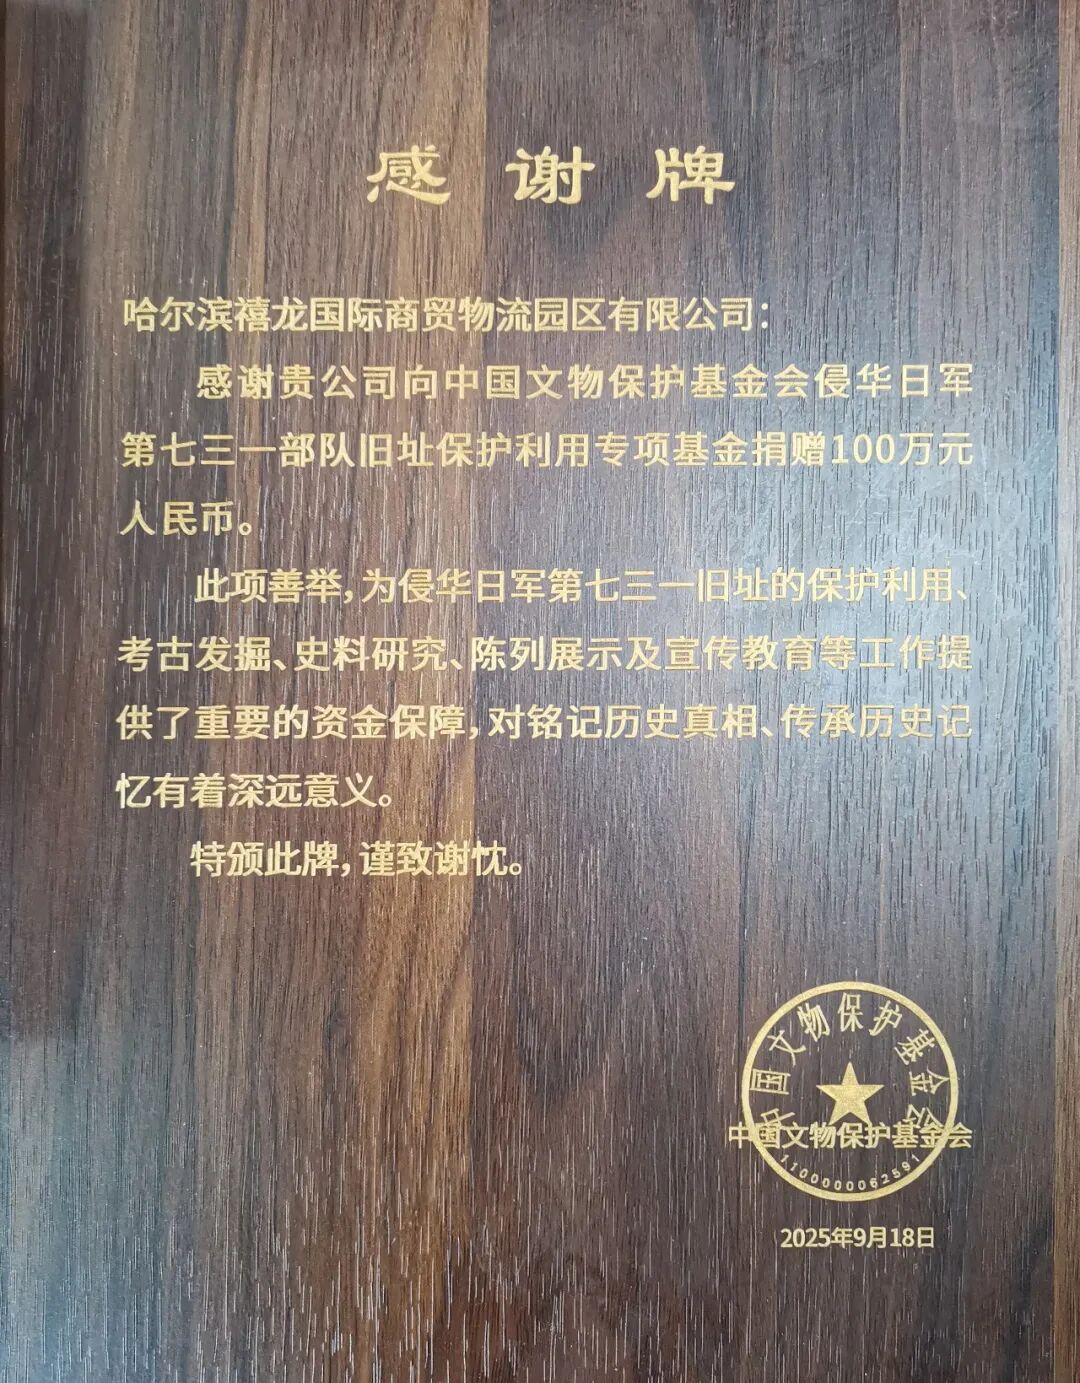 感谢牌
哈尔滨禧龙国际商贸物流园区有限公司：
感谢贵公司向中国文物保护基金会侵华日军
第七三一部队旧址保护利用专项基金捐赠100万元
人民币。
此项善举，为侵华日军第七三一旧址的保护利用、
考古发掘、史料研究、陈列展示及宣传教育等工作提
供了重要的资金保障，对铭记历史真相、传承历史记
忆有着深远意义。
特颁此牌，谨致谢忱。
中国文物保护基金会
中国文物保护基金会
1100000062591
2025年9月18日